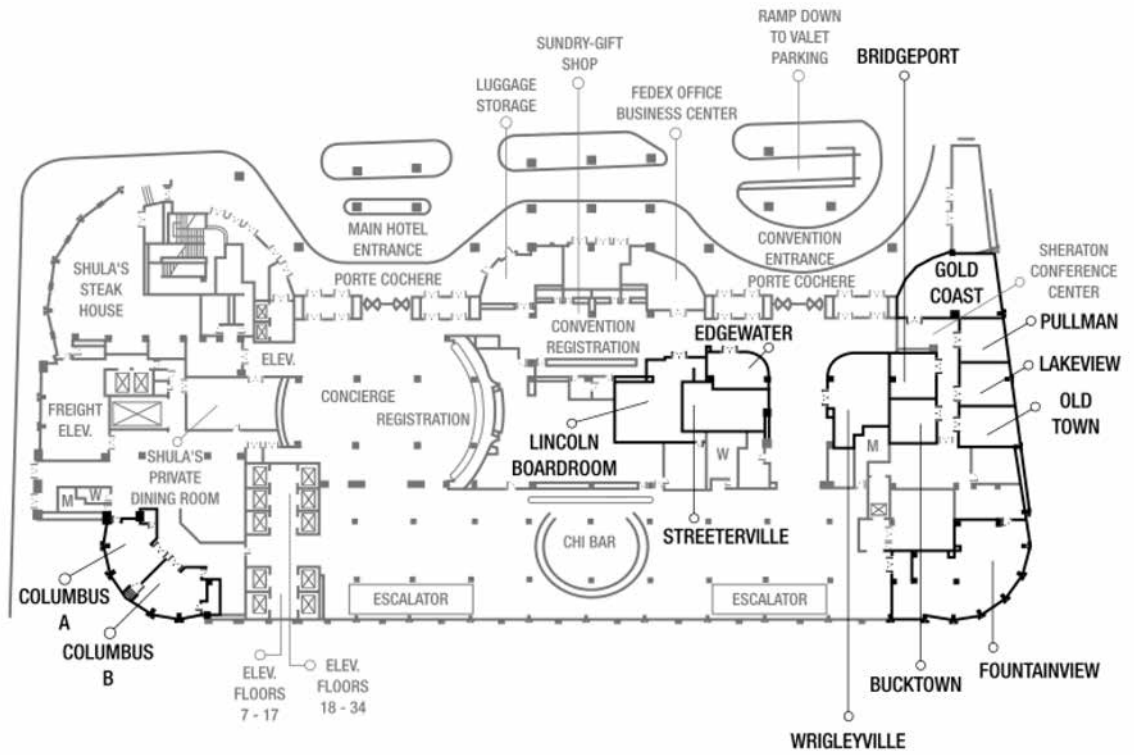 RAMP DOWN
TO VALET
PARKING
BRIDGEPORT
SUNDRY-GIFT
SHOP
LUGGAGE
STORAGE
FEDEX OFFICE
BUSINESS CENTER
MAIN HOTEL
ENTRANCE
CONVENTION
ENTRANCE
SHULA'S
STEAK
HOUSE
PORTE COCHERE
PORTE COCHERE
GOLD
COAST
SHERATON
CONFERENCE
CENTER
CONVENTION
REGISTRATION
EDGEWATER
PULLMAN
ELEV.
LAKEVIEW
CONCIERGE
REGISTRATION
FREIGHT
ELEV.
OLD
TOWN
LINCOLN
BOARDROOM
SHULA'S
PRIVATE
DINING ROOM
W
M
M
W
STREETERVILLE
CHI BAR
COLUMBUS
A
ESCALATOR
ESCALATOR
COLUMBUS
B
ELEV.
FLOORS
7 - 17
ELEV.
FLOORS
18 - 34
FOUNTAINVIEW
BUCKTOWN
WRIGLEYVILLE